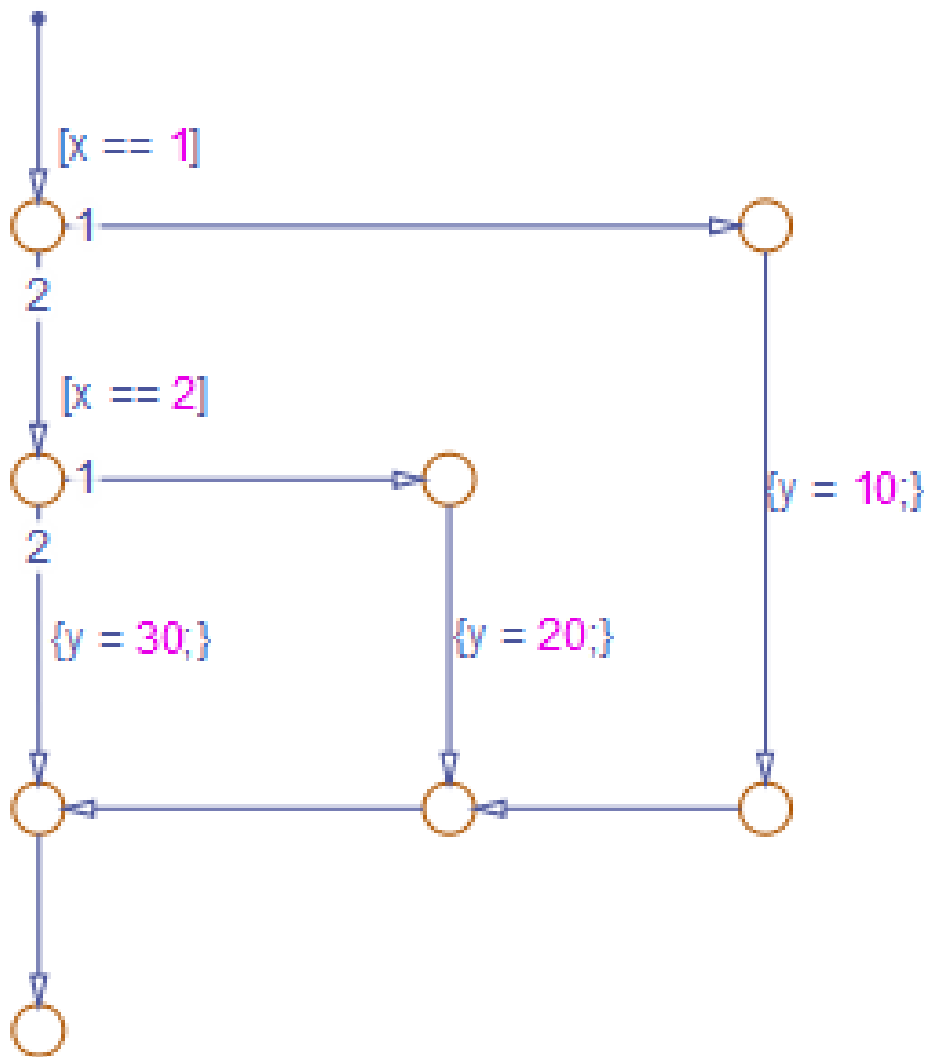 [x == 1]
1
2
[x == 2]
1
{y = 10;}
2
{y = 30;}
{y = 20;}